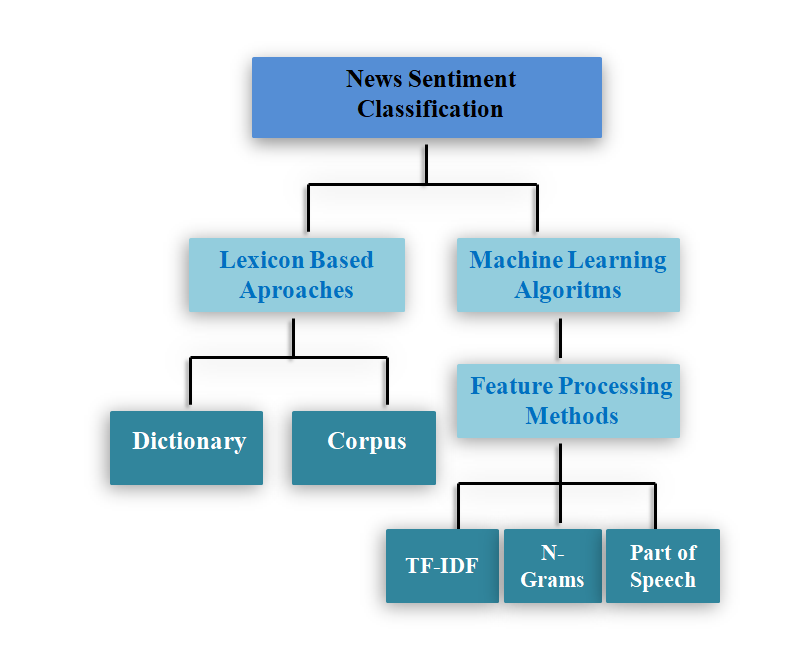 News Sentiment
Classification
Lexicon Based
Aproaches
Machine Learning
Algoritms
Feature Processing
Methods
Dictionary
Corpus
TF-IDF
N-
Grams
Part of
Speech